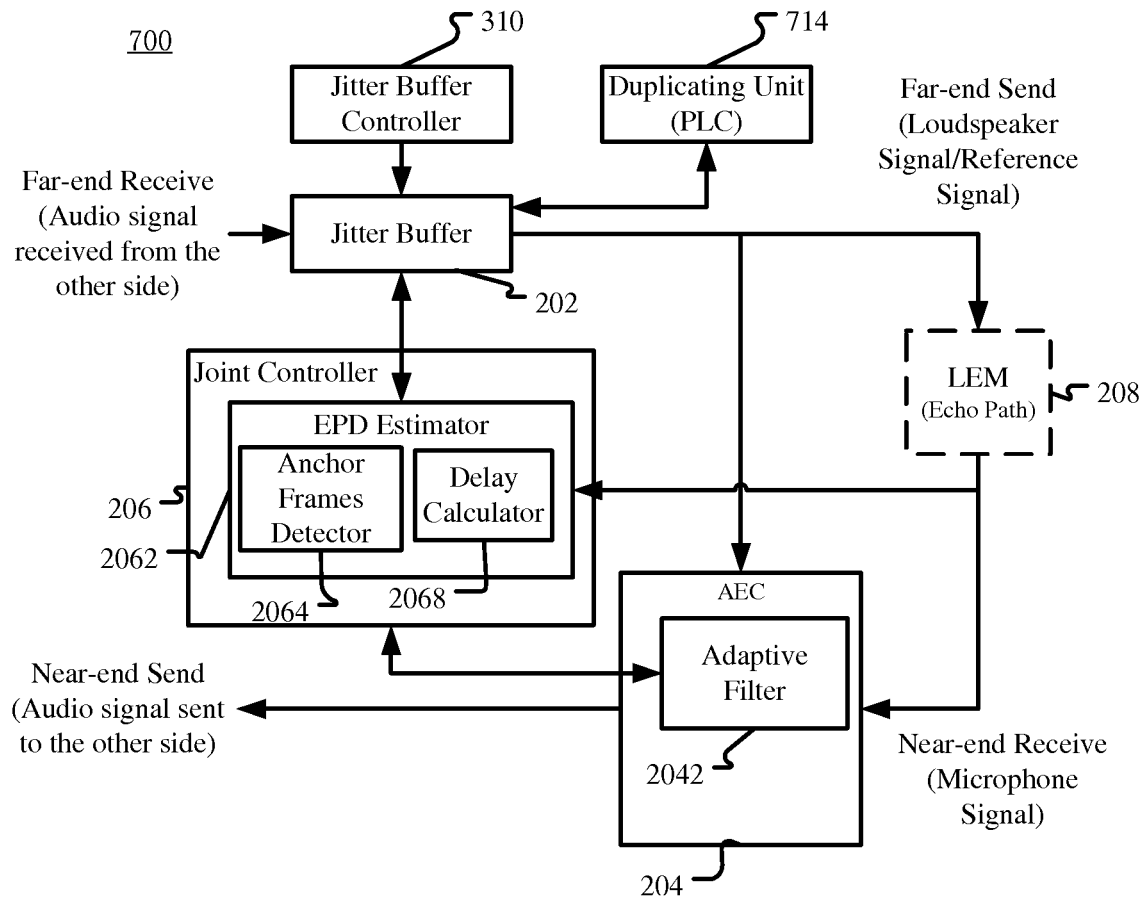 700
310
714
Jitter Buffer
Controller
Duplicating Unit
(PLC)
Far-end Send
(Loudspeaker
Signal/Reference
Signal)
Far-end Receive
(Audio signal
received from the
other side)
Jitter Buffer
202
Joint Controller
EPD Estimator
Anchor
Frames
Detector
Delay
Calculator
LEM
(Echo Path)
208
206
2062
2064
2068
AEC
Adaptive
Filter
2042
Near-end Send
(Audio signal sent
to the other side)
Near-end Receive
(Microphone
Signal)
204